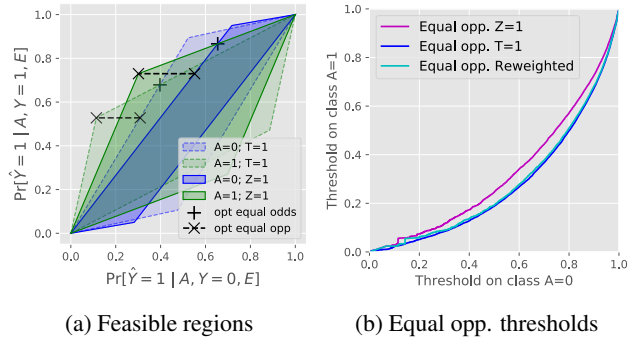 1.0
0.8
0.6
0.4
0.2
0.0
Pr[Ŷ = 1 | A, Y = 1, E]
A=0; T=1
A=1; T=1
A=0; Z=1
A=1; Z=1
opt equal odds
opt equal opp
0.0 0.2 0.4 0.6 0.8 1.0
Pr[Ŷ = 1 | A, Y = 0, E]
(a) Feasible regions
1.0
0.8
0.6
0.4
0.2
0.0
Threshold on class A=1
Equal opp. Z=1
Equal opp. T=1
Equal opp. Reweighted
0.0 0.2 0.4 0.6 0.8 1.0
Threshold on class A=0
(b) Equal opp. thresholds